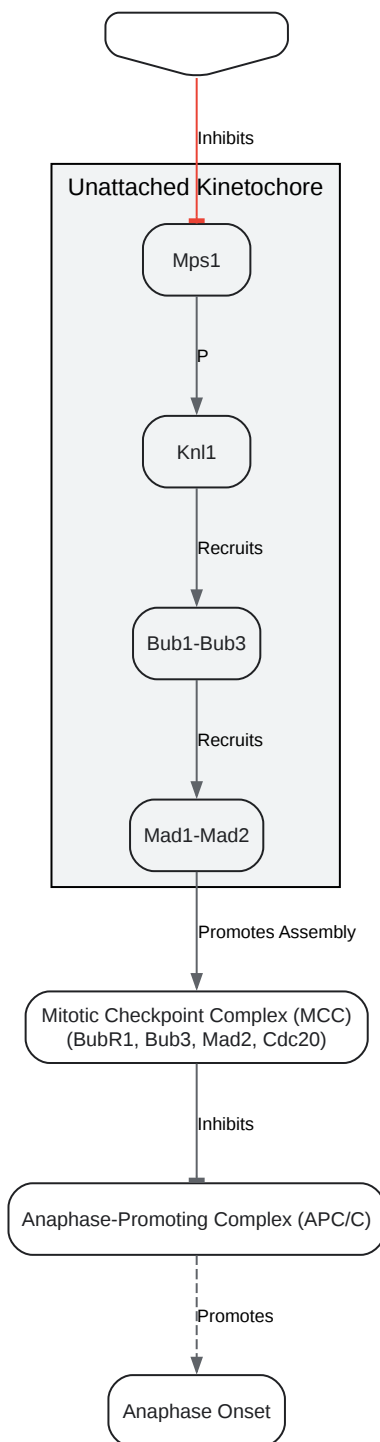 Inhibits
Unattached Kinetochore
Mps1
P
Knl1
Recruits
Bub1-Bub3
Recruits
Mad1-Mad2
Promotes Assembly
Mitotic Checkpoint Complex (MCC)
(BubR1, Bub3, Mad2, Cdc20)
Inhibits
Anaphase-Promoting Complex (APC/C)
Promotes
Anaphase Onset